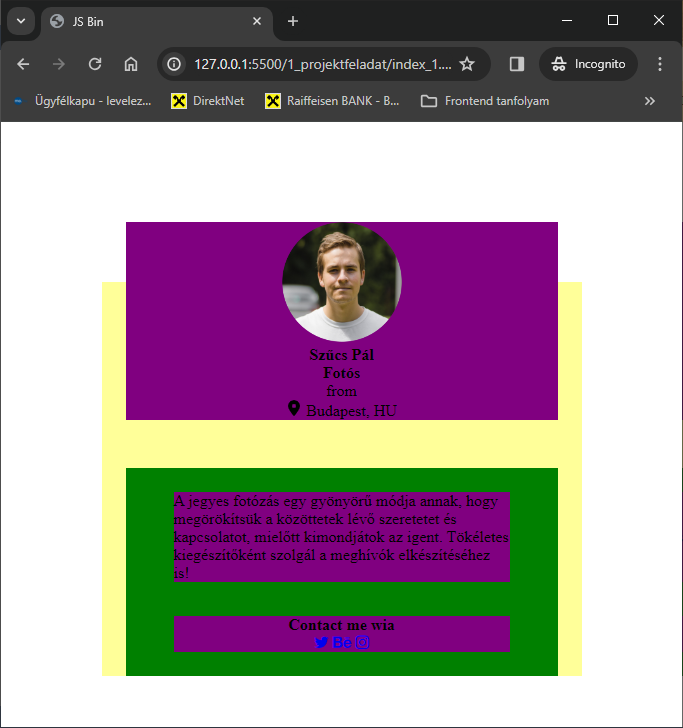 JS Bin
127.0.0.1:5500/1_projektfeladat/index_1....
Incognito
Ügyfélkapu - levelez...
DirektNet
Raiffeisen BANK - B...
Frontend tanfolyam
Szűcs Pál
Fotós
from
Budapest, HU
A jegyes fotózás egy gyönyörű módja annak, hogy
megörökítsük a közöttetek lévő szeretetet és
kapcsolatot, mielőtt kimondjátok az igent. Tökéletes
kiegészítőként szolgál a meghívók elkészítéséhez
is!
Contact me wia
Bé